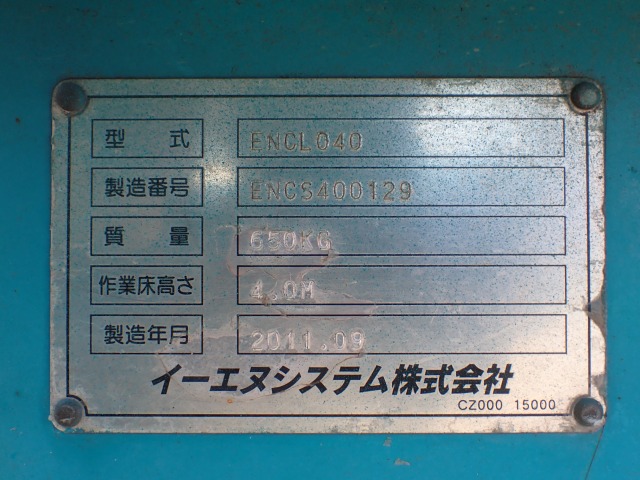 型式 ENCL040
製造番号 ENCS400129
質量 650KG
作業床高さ 4.0M
製造年月 2011.09
イーエヌシステム株式会社
CZ000 15000